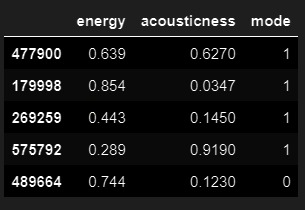 energy acousticness mode
477900 0.639 0.6270 1
179998 0.854 0.0347 1
269259 0.443 0.1450 1
575792 0.289 0.9190 1
489664 0.744 0.1230 0